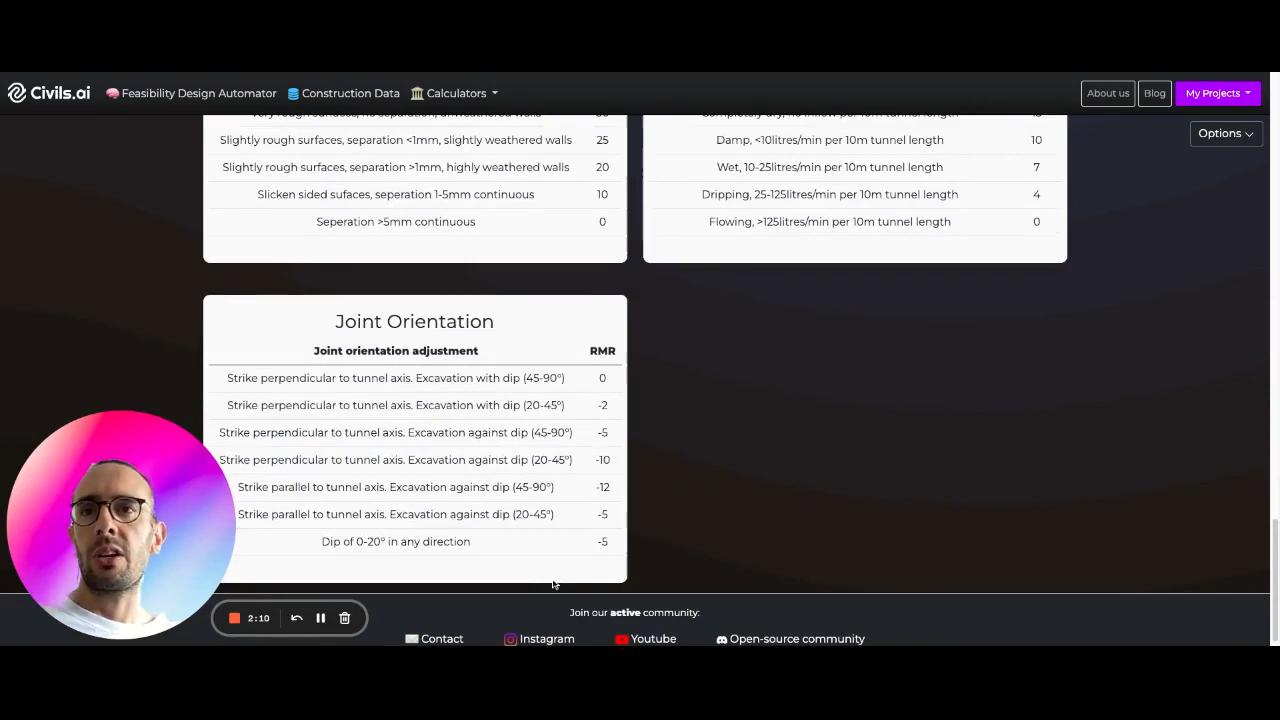 Civils.ai
Feasibility Design Automator
Construction Data
Calculators
About us
Blog
My Projects
Options
Slightly rough surfaces, separation <1mm, slightly weathered walls 25
Slightly rough surfaces, separation >1mm, highly weathered walls 20
Slicken sided sufaces, seperation 1-5mm continuous 10
Seperation >5mm continuous 0
Damp, <10litres/min per 10m tunnel length 10
Wet, 10-25litres/min per 10m tunnel length 7
Dripping, 25-125litres/min per 10m tunnel length 4
Flowing, >125litres/min per 10m tunnel length 0
Joint Orientation
Joint orientation adjustment RMR
Strike perpendicular to tunnel axis. Excavation with dip (45-90°) 0
Strike perpendicular to tunnel axis. Excavation with dip (20-45°) -2
Strike perpendicular to tunnel axis. Excavation against dip (45-90°) -5
Strike perpendicular to tunnel axis. Excavation against dip (20-45°) -10
Strike parallel to tunnel axis. Excavation against dip (45-90°) -12
Strike parallel to tunnel axis. Excavation against dip (20-45°) -5
Dip of 0-20° in any direction -5
2:10
Join our active community:
Contact
Instagram
Youtube
Open-source community